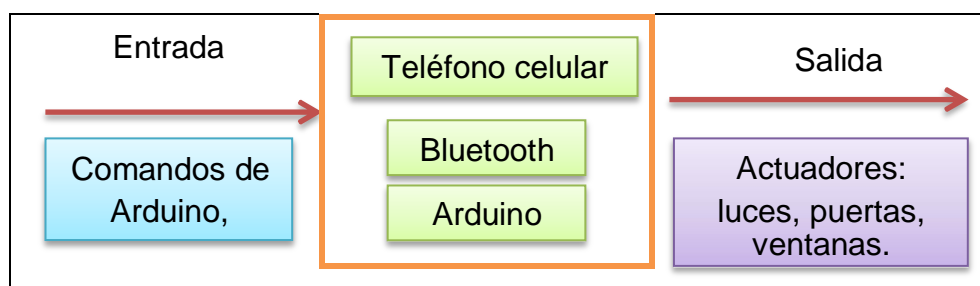 Entrada
Comandos de
Arduino,
Teléfono celular
Bluetooth
Arduino
Salida
Actuadores:
luces, puertas,
ventanas.